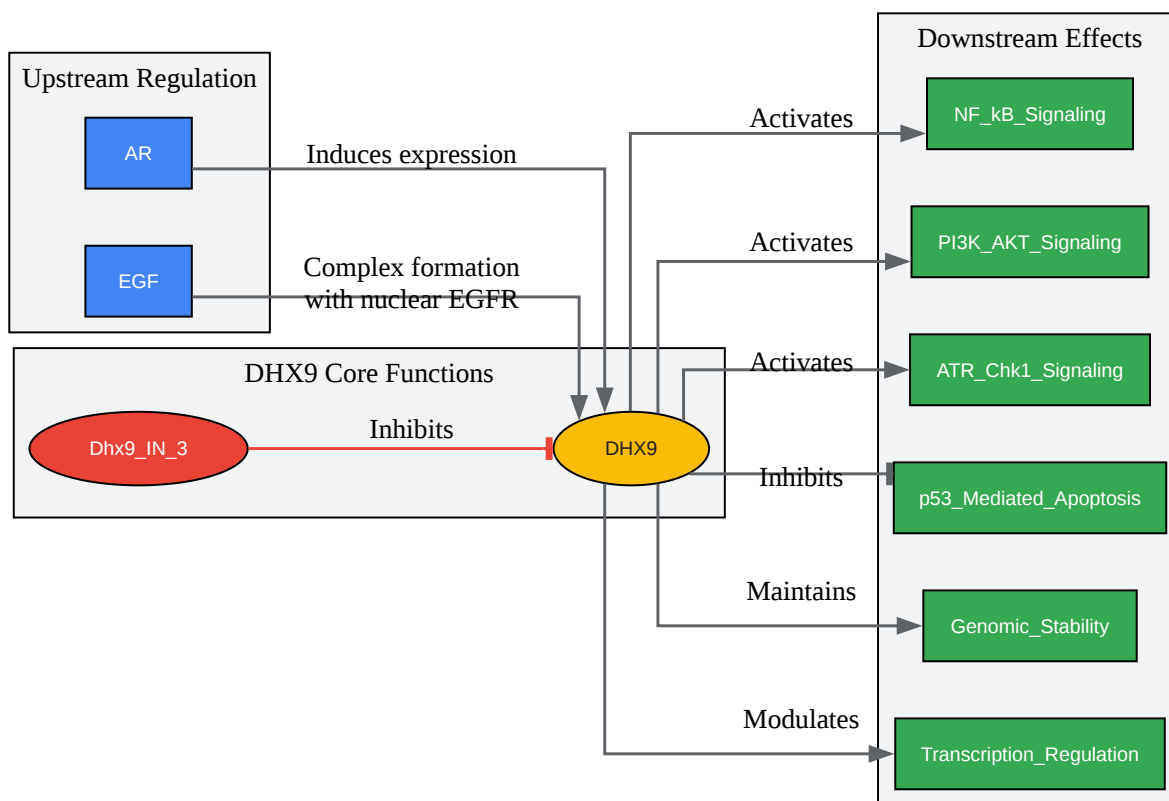 Upstream Regulation
AR
EGF
Induces expression
Complex formation
with nuclear EGFR
DHX9 Core Functions
Dhx9_IN_3
Inhibits
DHX9
Activates
Activates
Activates
Inhibits
Maintains
Modulates
Downstream Effects
NF_kB_Signaling
PI3K_AKT_Signaling
ATR_Chk1_Signaling
p53_Mediated_Apoptosis
Genomic_Stability
Transcription_Regulation